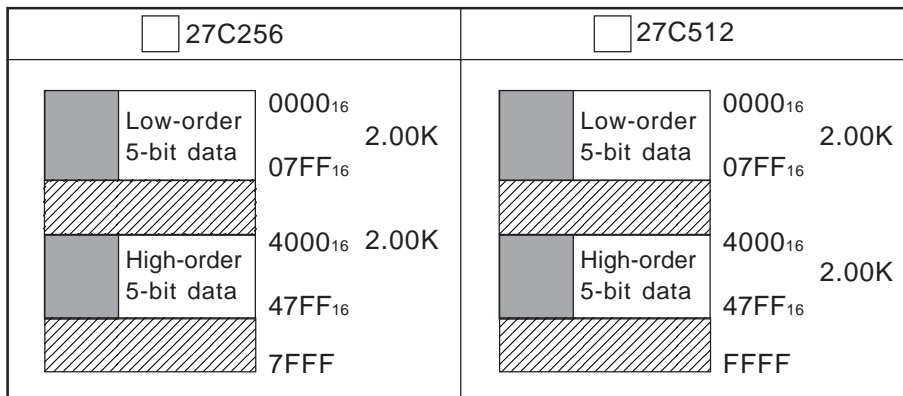 27C256
Low-order
5-bit data
0000₁₆
2.00K
07FF₁₆
High-order
5-bit data
4000₁₆ 2.00K
47FF₁₆
7FFF
27C512
Low-order
5-bit data
0000₁₆
2.00K
07FF₁₆
High-order
5-bit data
4000₁₆
2.00K
47FF₁₆
FFFF